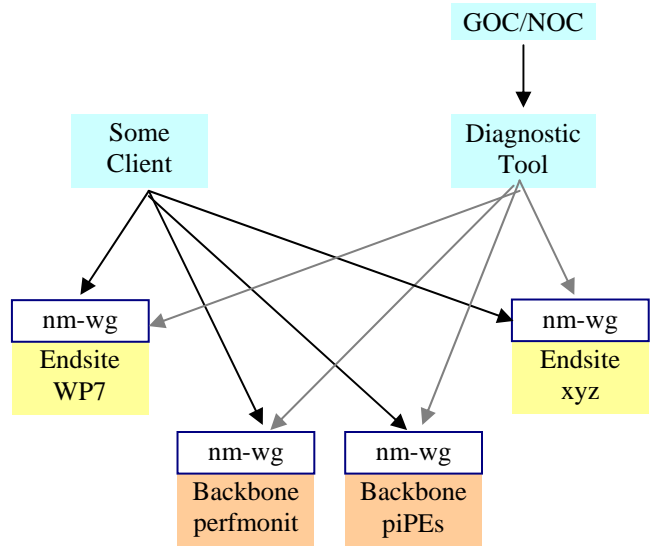 GOC/NOC
Some
Client
Diagnostic
Tool
nm-wg
Endsite
WP7
nm-wg
Endsite
xyz
nm-wg
Backbone
perfmonit
nm-wg
Backbone
piPEs